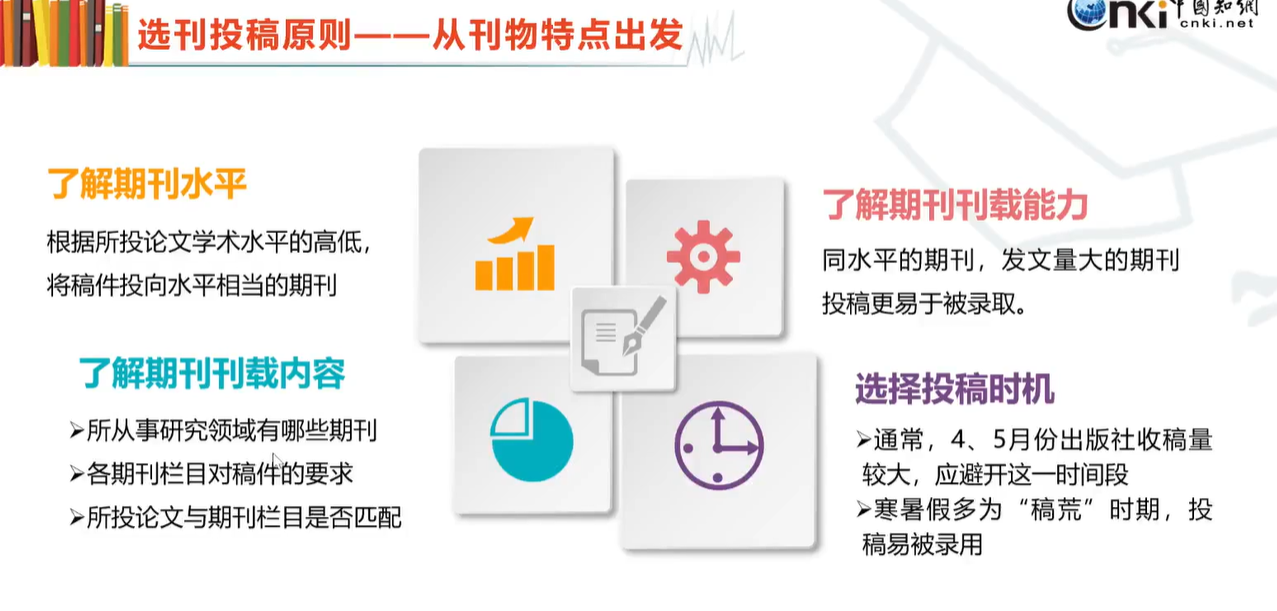 选刊投稿原则——从刊物特点出发
cnki 中国知网
cnki.net
了解期刊水平
根据所投论文学术水平的高低，
将稿件投向水平相当的期刊
了解期刊刊载能力
同水平的期刊，发文量大的期刊
投稿更易于被录取。
了解期刊刊载内容
➢所从事研究领域有哪些期刊
➢各期刊栏目对稿件的要求
➢所投论文与期刊栏目是否匹配
选择投稿时机
➢通常，4、5月份出版社收稿量
较大，应避开这一时间段
➢寒暑假多为“稿荒”时期，投
稿易被录用